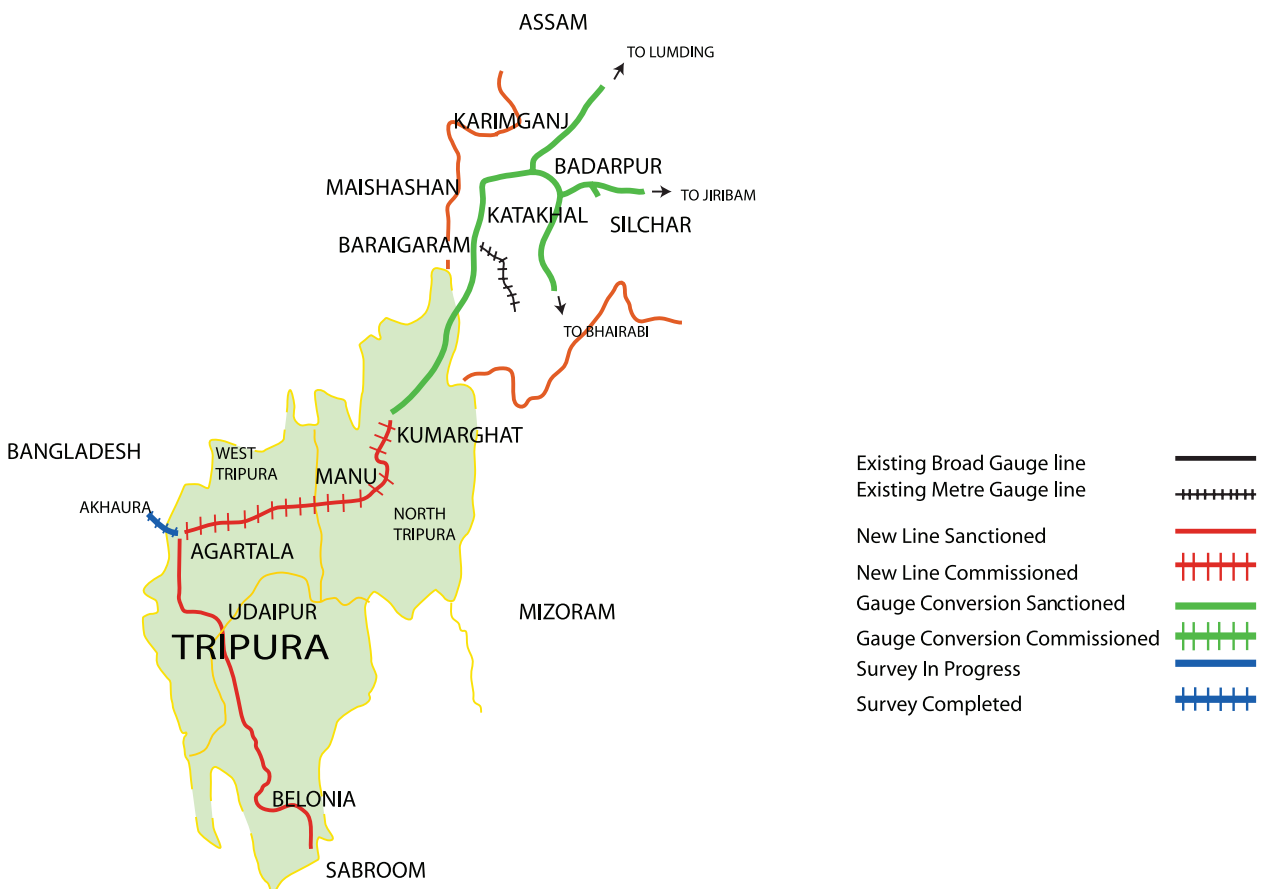 ASSAM
TO LUMDING
KARIMGANJ
BADARPUR
MAISHASHAN
TO JIRIBAM
KATAKHAL
SILCHAR
BARAIGARAM
TO BHAIRABI
KUMARGHAT
BANGLADESH
WEST
TRIPURA
MANU
AKHAURA
NORTH
TRIPURA
AGARTALA
UDAIPUR
MIZORAM
TRIPURA
BELONIA
SABROOM
Existing Broad Gauge line
Existing Metre Gauge line
New Line Sanctioned
New Line Commissioned
Gauge Conversion Sanctioned
Gauge Conversion Commissioned
Survey In Progress
Survey Completed